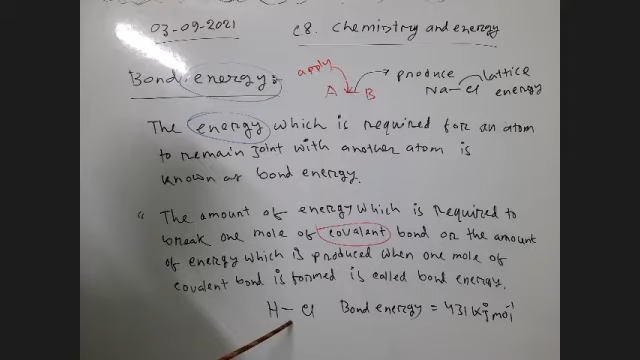 03-09-2021 C8. Chemistry and energy
Bond energy: apply A B produce Na-Cl lattice energy
The energy which is required for an atom
to remain joint with another atom is
known as bond energy.
" The amount of energy which is required to
break one mole of covalent bond or the amount
of energy which is produced when one mole of
covalent bond is formed is called bond energy.
H-Cl Bond energy = 431 kJ mol⁻¹